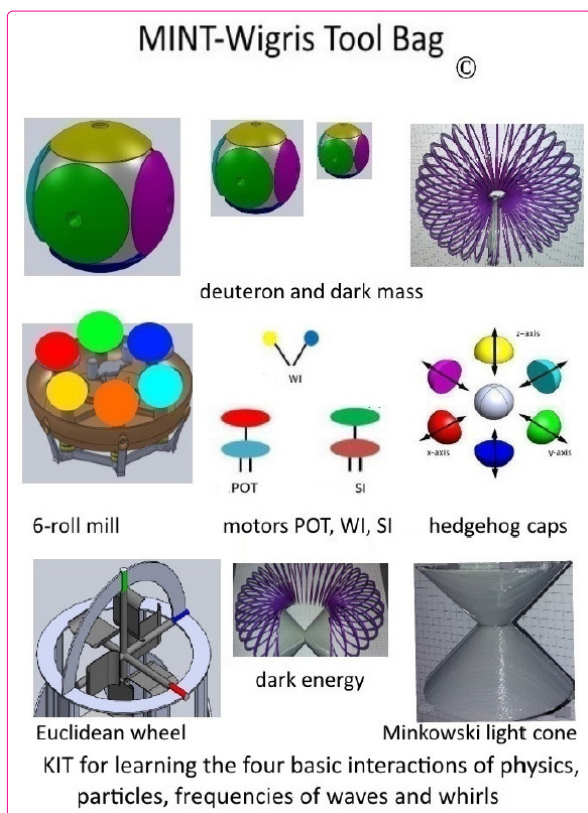 MINT-Wigris Tool Bag
©
deuteron and dark mass
WI
POT
SI
z-axis
x-axis
y-axis
6-roll mill
motors POT, WI, SI
hedgehog caps
dark energy
Euclidean wheel
Minkowski light cone
KIT for learning the four basic interactions of physics,
particles, frequencies of waves and whirls